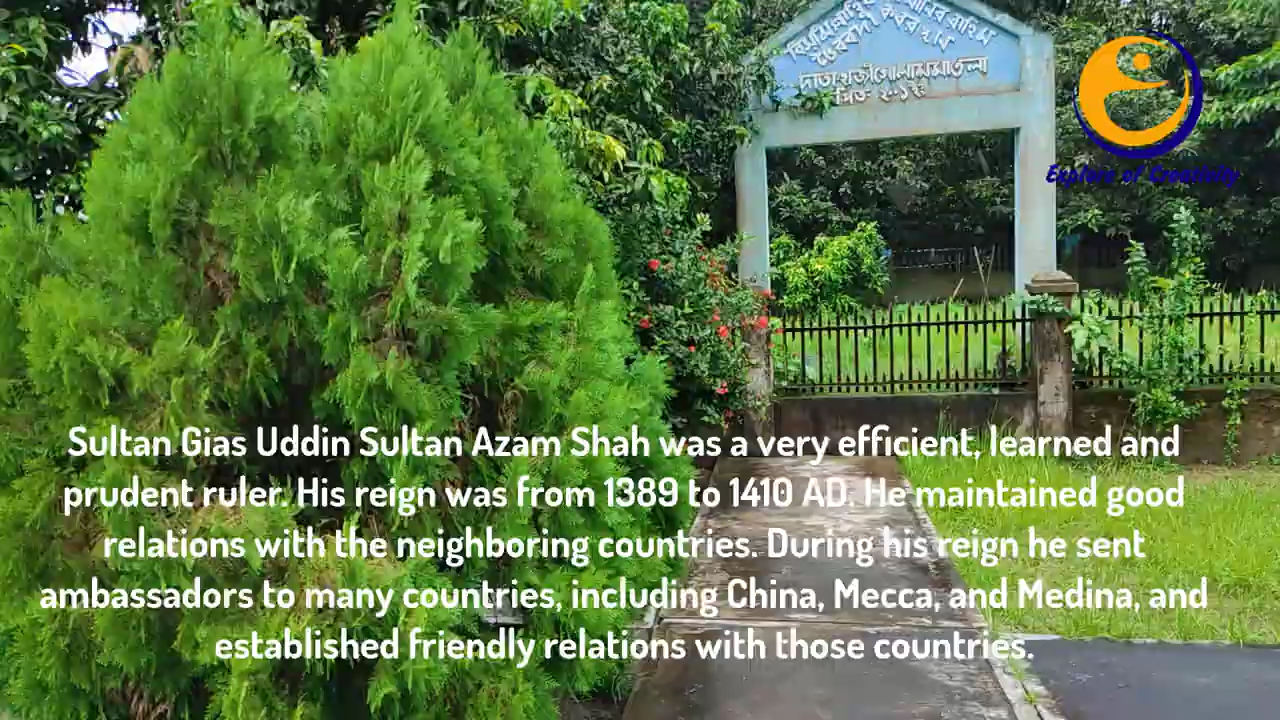 দাতা হাজী গোলাম মাওলা
Explore of Creativity
Sultan Gias Uddin Sultan Azam Shah was a very efficient, learned and
prudent ruler. His reign was from 1389 to 1410 AD. He maintained good
relations with the neighboring countries. During his reign he sent
ambassadors to many countries, including China, Mecca, and Medina, and
established friendly relations with those countries.